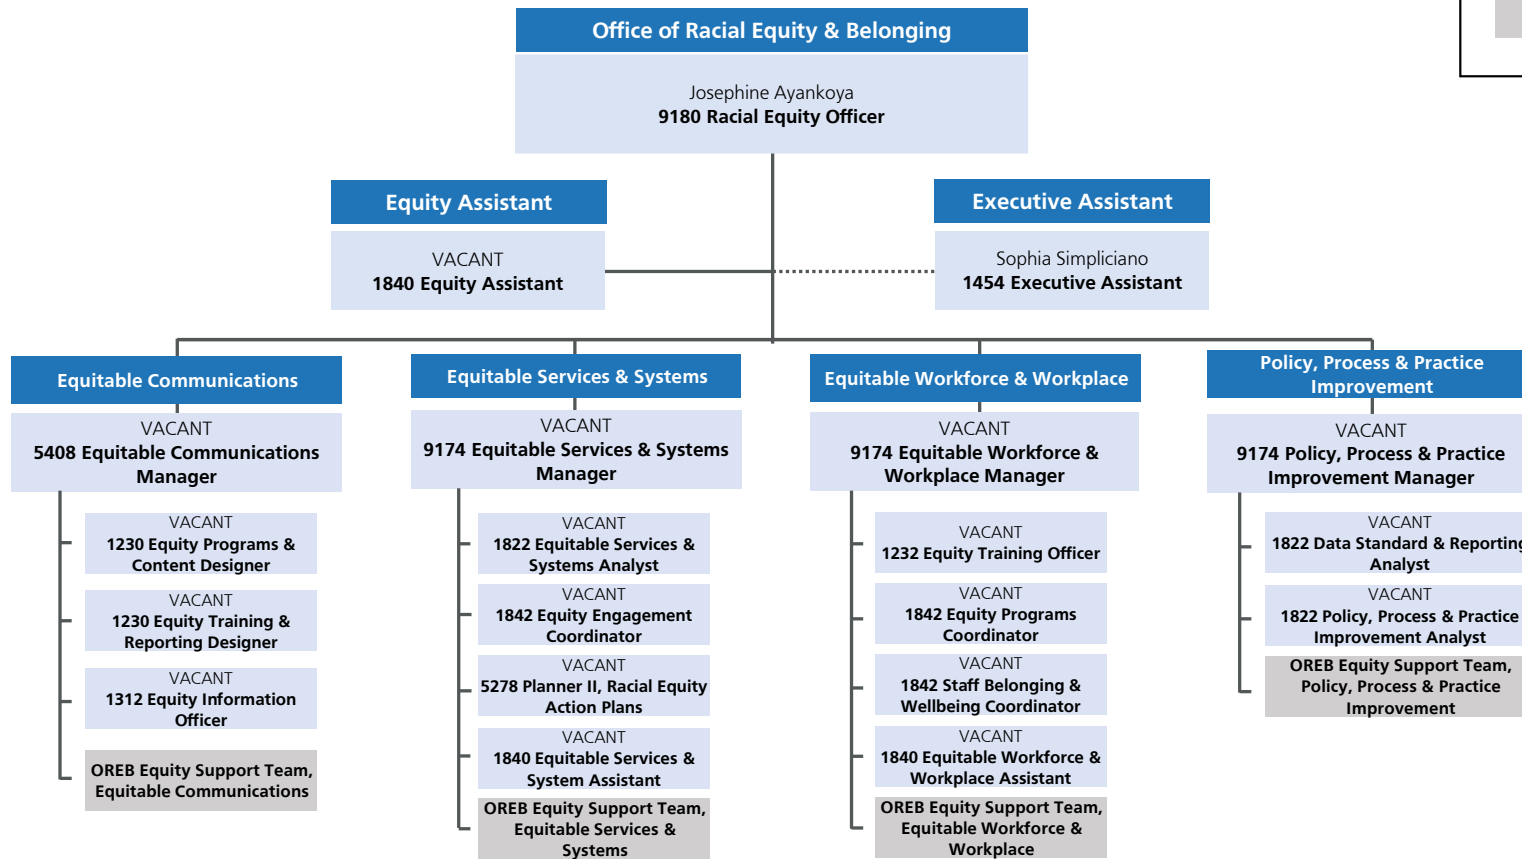 Office of Racial Equity & Belonging
Josephine Ayankoya
9180 Racial Equity Officer
Equity Assistant
VACANT
1840 Equity Assistant
Executive Assistant
Sophia Simpliciano
1454 Executive Assistant
Equitable Communications
VACANT
5408 Equitable Communications
Manager
VACANT
1230 Equity Programs &
Content Designer
VACANT
1230 Equity Training &
Reporting Designer
VACANT
1312 Equity Information
Officer
OREB Equity Support Team,
Equitable Communications
Equitable Services & Systems
VACANT
9174 Equitable Services & Systems
Manager
VACANT
1822 Equitable Services &
Systems Analyst
VACANT
1842 Equity Engagement
Coordinator
VACANT
5278 Planner II, Racial Equity
Action Plans
VACANT
1840 Equitable Services &
System Assistant
OREB Equity Support Team,
Equitable Services &
Systems
Equitable Workforce & Workplace
VACANT
9174 Equitable Workforce &
Workplace Manager
VACANT
1232 Equity Training Officer
VACANT
1842 Equity Programs
Coordinator
VACANT
1842 Staff Belonging &
Wellbeing Coordinator
VACANT
1840 Equitable Workforce &
Workplace Assistant
OREB Equity Support Team,
Equitable Workforce &
Workplace
Policy, Process & Practice
Improvement
VACANT
9174 Policy, Process & Practice
Improvement Manager
VACANT
1822 Data Standard & Reporting
Analyst
VACANT
1822 Policy, Process & Practice
Improvement Analyst
OREB Equity Support Team,
Policy, Process & Practice
Improvement